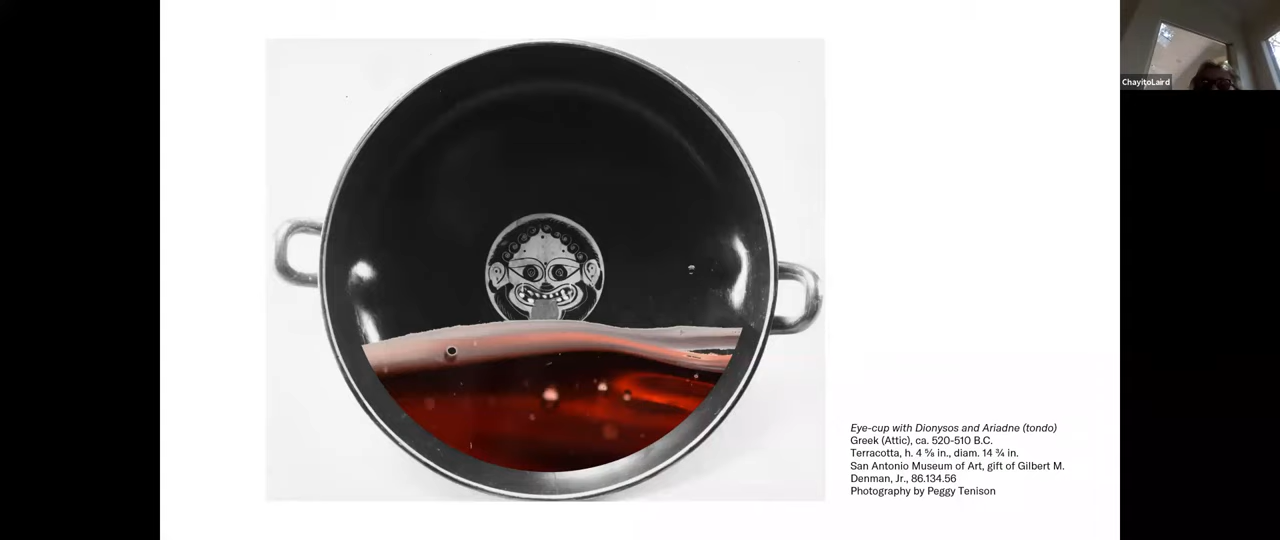 ChayitoLaird
Eye-cup with Dionysos and Ariadne (tondo)
Greek (Attic), ca. 520-510 B.C.
Terracotta, h. 4 ⅝ in., diam. 14 ¾ in.
San Antonio Museum of Art, gift of Gilbert M.
Denman, Jr., 86.134.56
Photography by Peggy Tenison